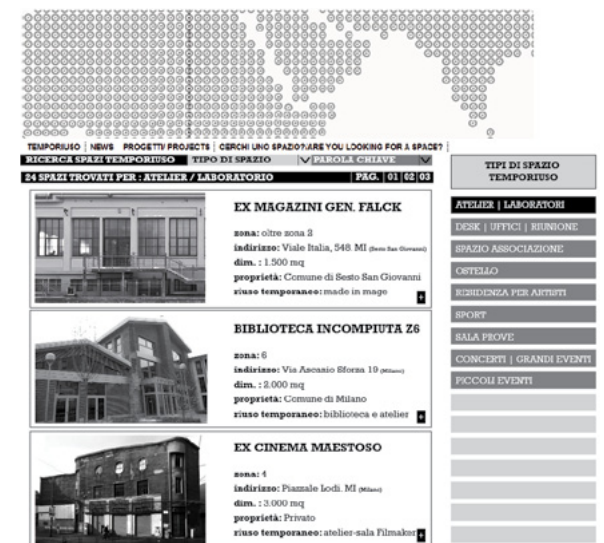 TEMPORIUSO | NEWS PROGETTI/ PROJECTS | CERCHI UNO SPAZIO?/ARE YOU LOOKING FOR A SPACE? |
RICERCA SPAZI TEMPORIUSO TIPO DI SPAZIO PAROLA CHIAVE
24 SPAZI TROVATI PER : ATELIER / LABORATORIO PAG. | 01 | 02 | 03
EX MAGAZINI GEN. FALCK
zona: oltre zona 2
indirizzo: Viale Italia, 548. MI (Sesto San Giovanni)
dim. : 1.500 mq
proprietà: Comune di Sesto San Giovanni
riuso temporaneo: made in mage
+
BIBLIOTECA INCOMPIUTA Z6
zona: 6
indirizzo: Via Ascanio Sforza 19 (Milano)
dim. : 2.000 mq
proprietà: Comune di Milano
riuso temporaneo: biblioteca e atelier
+
EX CINEMA MAESTOSO
zona: 4
indirizzo: Piazzale Lodi. MI (Milano)
dim. : 3.000 mq
proprietà: Privato
riuso temporaneo: atelier-sala Filmaker
+
TIPI DI SPAZIO
TEMPORIUSO
ATELIER | LABORATORI
DESK | UFFICI | RIUNIONE
SPAZIO ASSOCIAZIONE
OSTELLO
RESIDENZA PER ARTISTI
SPORT
SALA PROVE
CONCERTI | GRANDI EVENTI
PICCOLI EVENTI